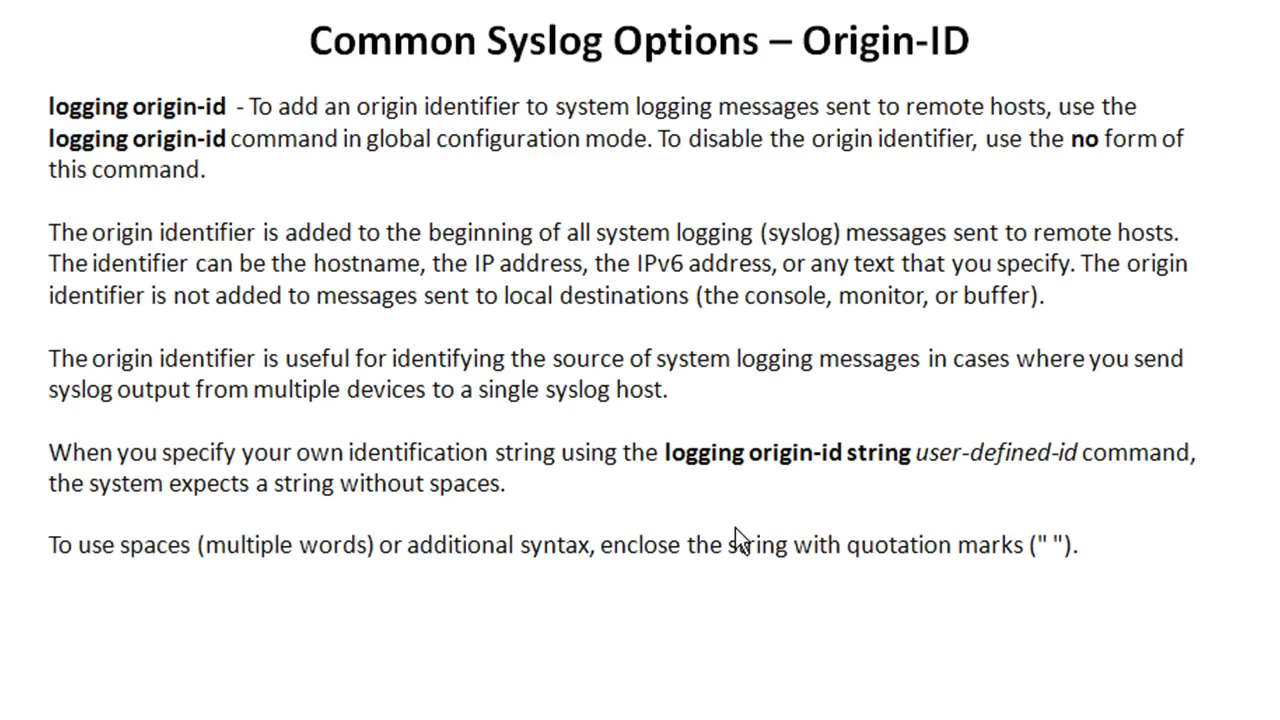 Common Syslog Options – Origin-ID
logging origin-id - To add an origin identifier to system logging messages sent to remote hosts, use the
logging origin-id command in global configuration mode. To disable the origin identifier, use the no form of
this command.
The origin identifier is added to the beginning of all system logging (syslog) messages sent to remote hosts.
The identifier can be the hostname, the IP address, the IPv6 address, or any text that you specify. The origin
identifier is not added to messages sent to local destinations (the console, monitor, or buffer).
The origin identifier is useful for identifying the source of system logging messages in cases where you send
syslog output from multiple devices to a single syslog host.
When you specify your own identification string using the logging origin-id string user-defined-id command,
the system expects a string without spaces.
To use spaces (multiple words) or additional syntax, enclose the string with quotation marks (" ").